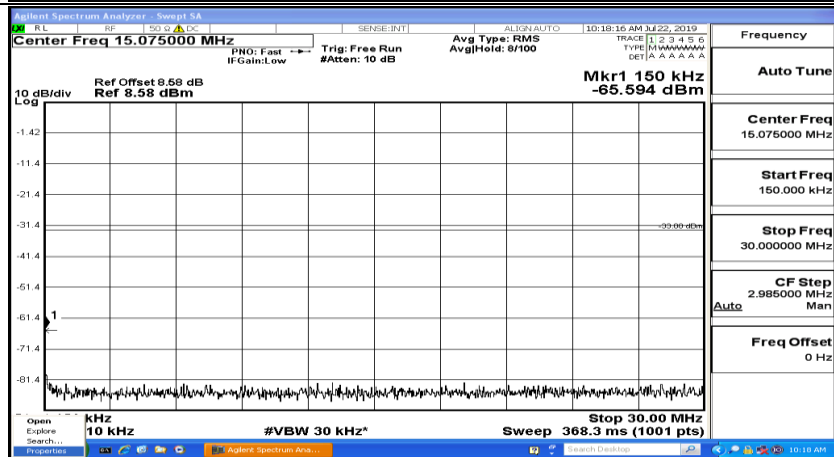 Agilent Spectrum Analyzer - Swept SA
RL RF 50 Ω DC SENSE:INT ALIGN AUTO 10:18:16 AM Jul 22, 2019
Center Freq 15.075000 MHz
PNO: Fast
IFGain:Low
Trig: Free Run
#Atten: 10 dB
Avg Type: RMS
Avg|Hold: 8/100
TRACE 1 2 3 4 5 6
TYPE M
DET A A A A A A
Frequency
Auto Tune
Center Freq
15.075000 MHz
Start Freq
150.000 kHz
Stop Freq
30.000000 MHz
CF Step
2.985000 MHz
Auto Man
Freq Offset
0 Hz
Ref Offset 8.58 dB
10 dB/div Ref 8.58 dBm
Log
Mkr1 150 kHz
-65.594 dBm
-1.42
-11.4
-21.4
-31.4
-33.00 dBm
-41.4
-51.4
-61.4
1
-71.4
-81.4
kHz Stop 30.00 MHz
10 kHz #VBW 30 kHz* Sweep 368.3 ms (1001 pts)
Open
Explore
Search...
Properties
Agilent Spectrum Ana...
Search Desktop
10:18 AM